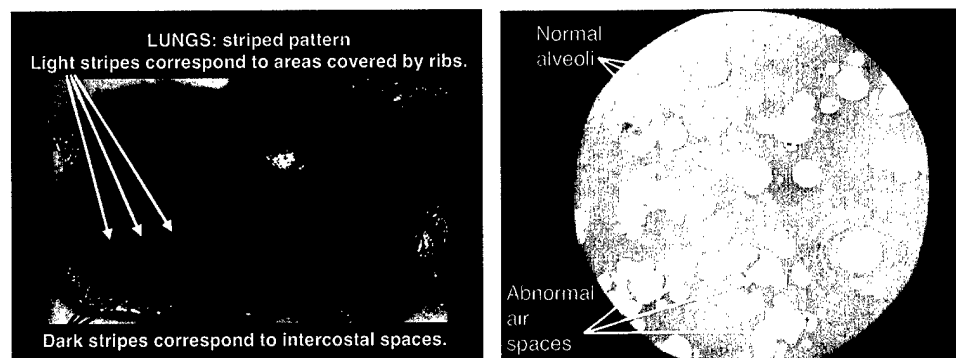 LUNGS: striped pattern
Light stripes correspond to areas covered by ribs.
Dark stripes correspond to intercostal spaces.
Normal
alveoli
Abnormal
air
spaces